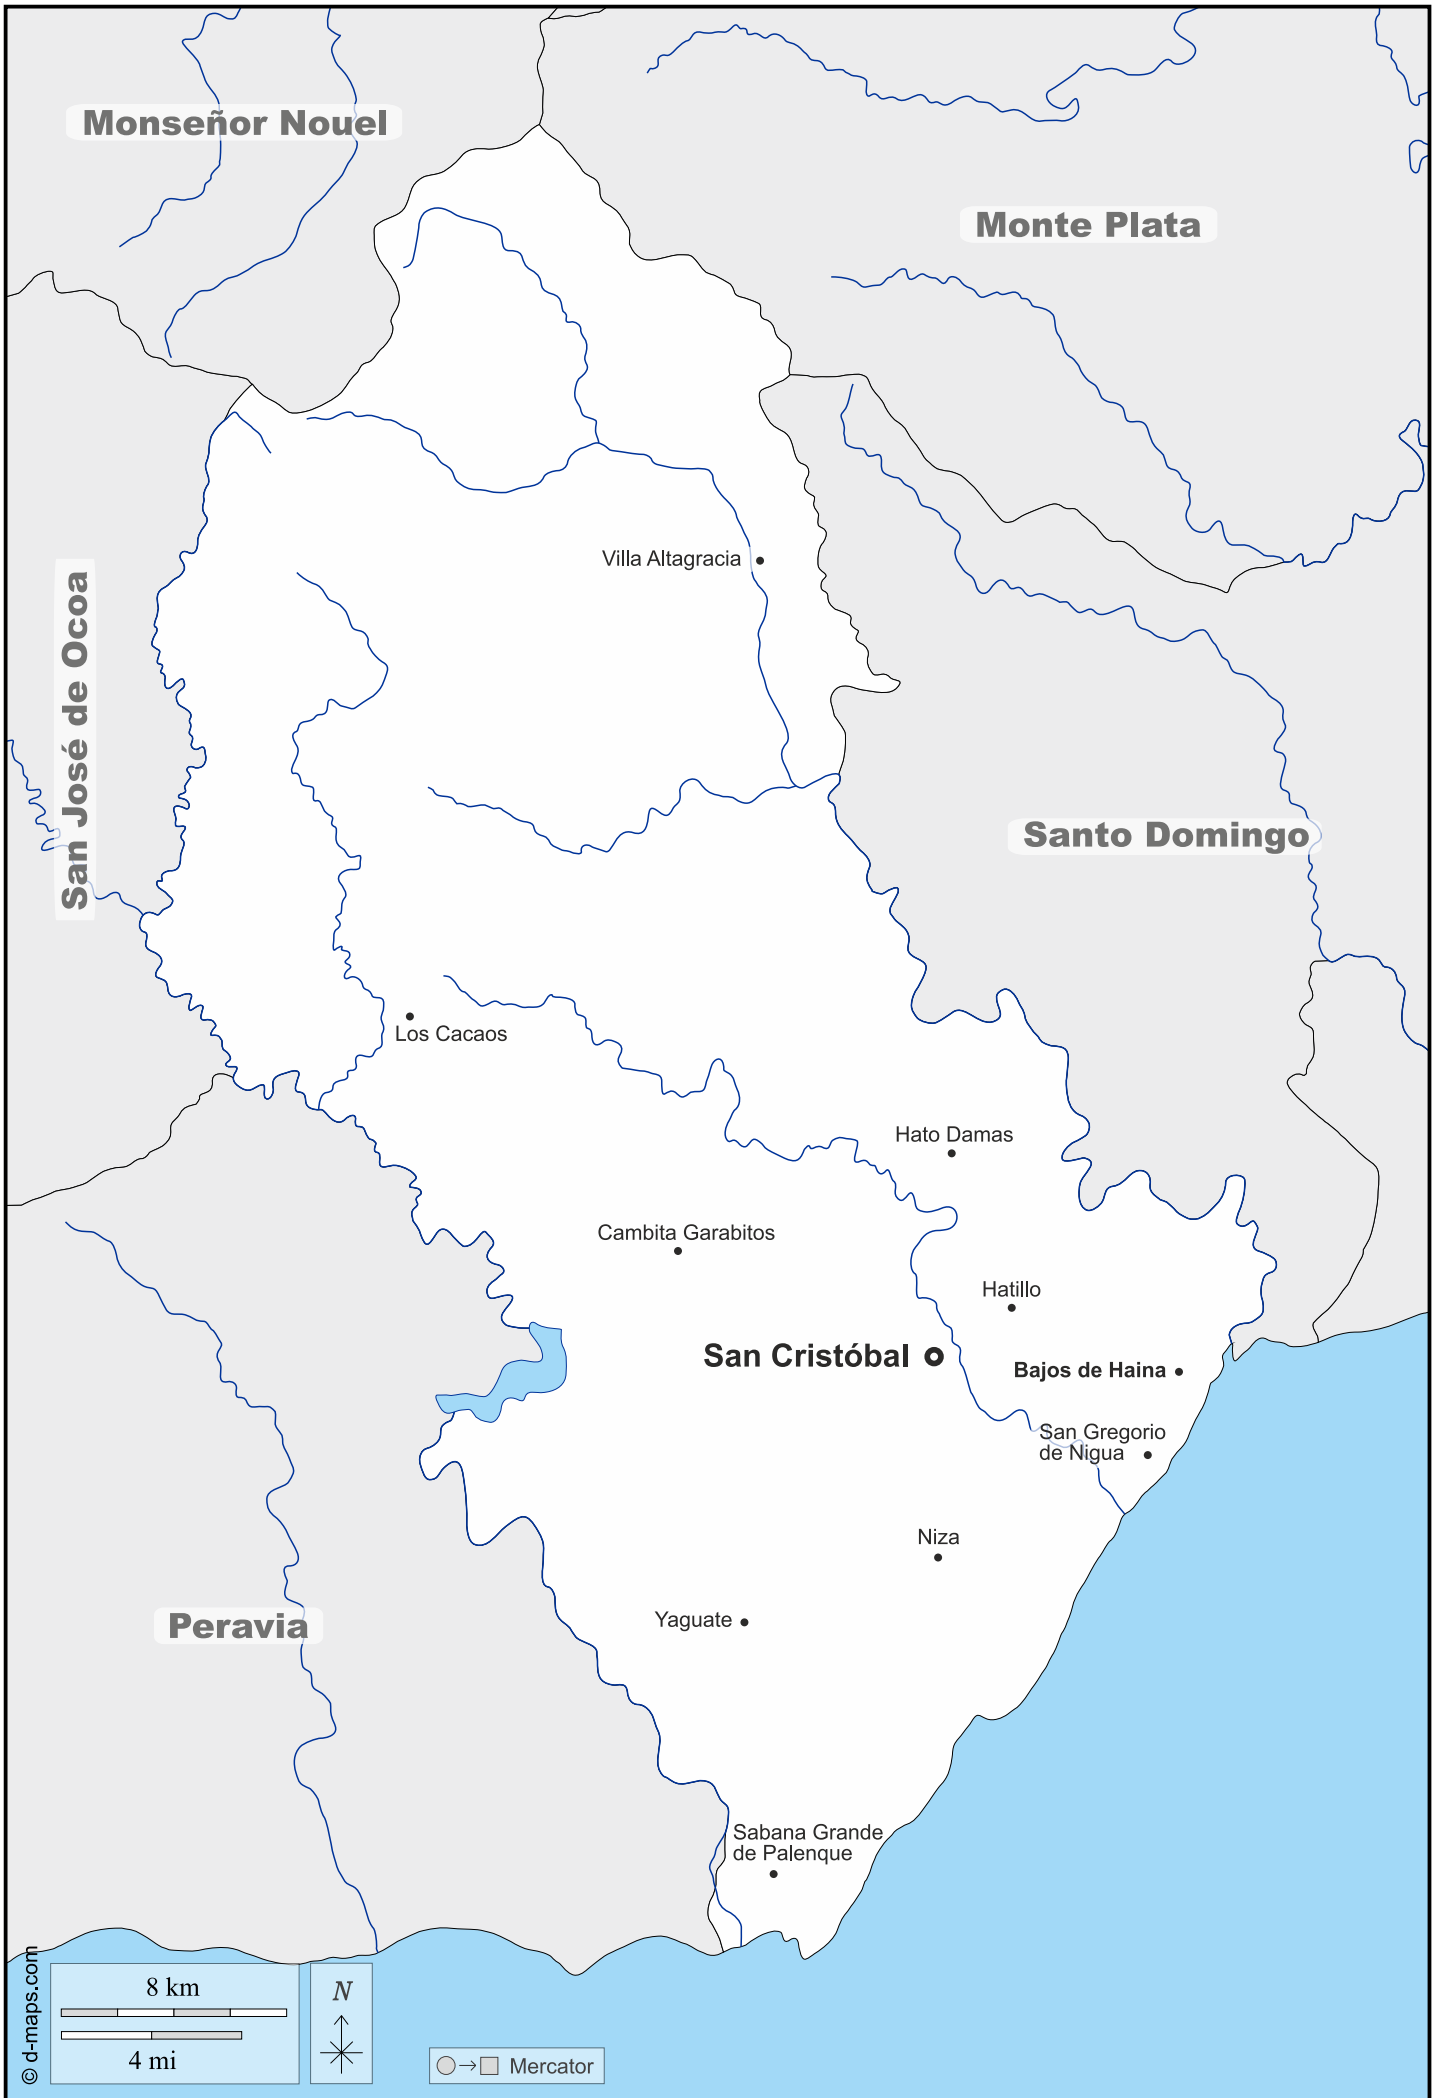 Monseñor Nouel
Monte Plata
Villa Altagracia
San José de Ocoa
Santo Domingo
Los Cacaos
Hato Damas
Cambita Garabitos
Hatillo
San Cristóbal
Bajos de Haina
San Gregorio
de Nigua
Niza
Yaguate
Peravia
Sabana Grande
de Palenque
© d-maps.com
8 km
4 mi
N
Mercator